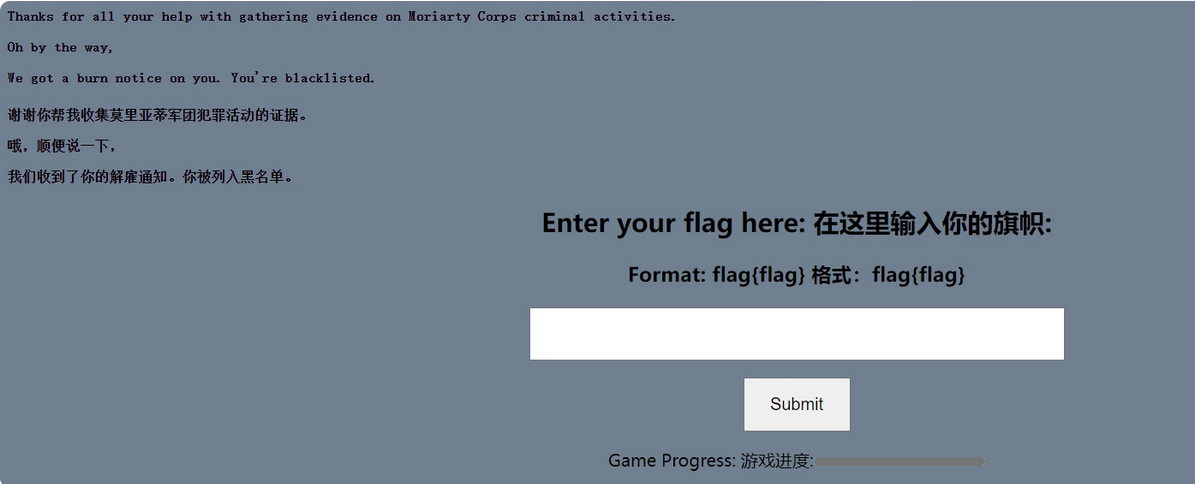 Thanks for all your help with gathering evidence on Moriarty Corps criminal activities.
Oh by the way,
We got a burn notice on you. You're blacklisted.
谢谢你帮我收集莫里亚蒂军团犯罪活动的证据。
哦，顺便说一下，
我们收到了你的解雇通知。你被列入黑名单。
Enter your flag here: 在这里输入你的旗帜:
Format: flag{flag} 格式：flag{flag}
Submit
Game Progress: 游戏进度: